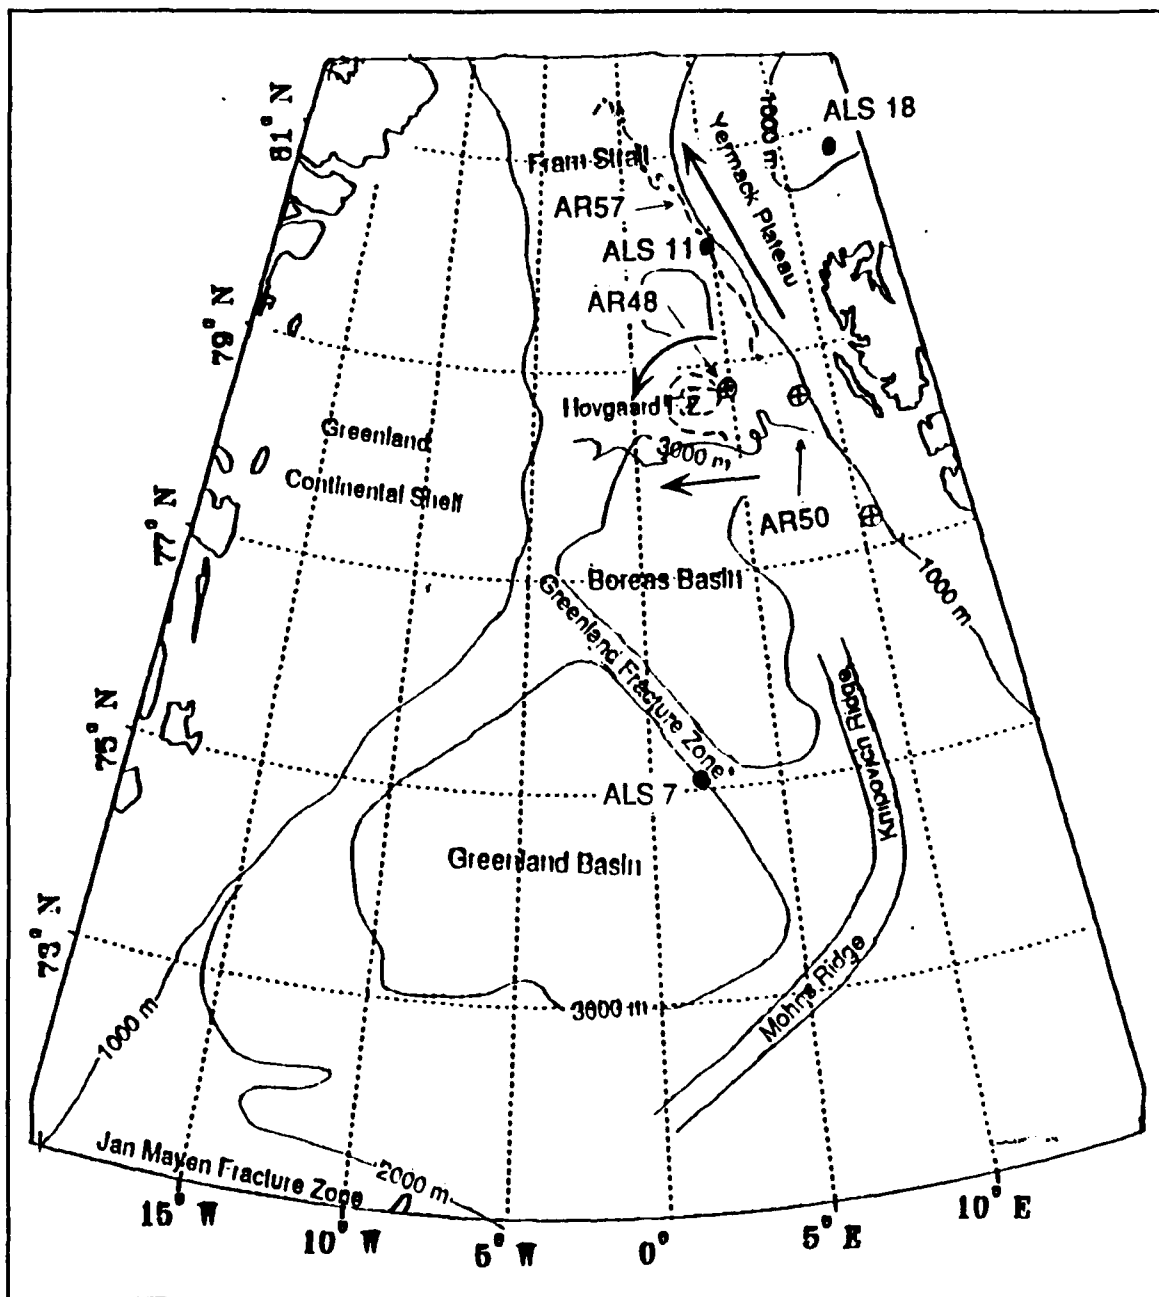 ALS 18
1000 m
81° N
Yermack Plateau
Fram Strait
AR57
ALS 11
AR48
79° N
Hovgaard F.Z.
Greenland
3000 m
Continental Shelf
77° N
AR50
Boreas Basin
1000 m
Greenland Fracture Zone
Knipovich Ridge
75° N
ALS 7
Greenland Basin
73° N
3000 m
Mohns Ridge
1000 m
Jan Mayen Fracture Zone
2000 m
15° W
10° W
5° W
0°
5° E
10° E